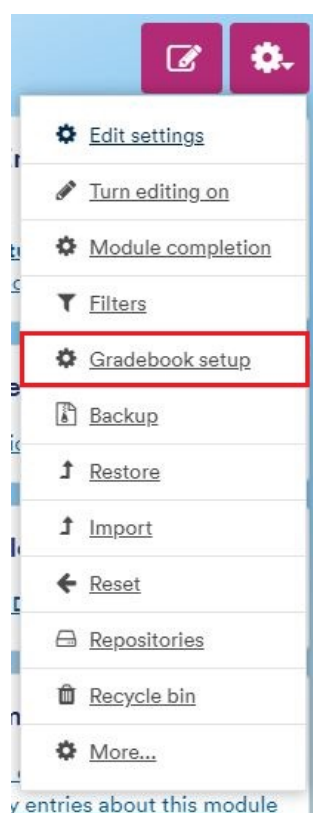 Edit settings
Turn editing on
Module completion
Filters
Gradebook setup
Backup
Restore
Import
Reset
Repositories
Recycle bin
More...
y entries about this module